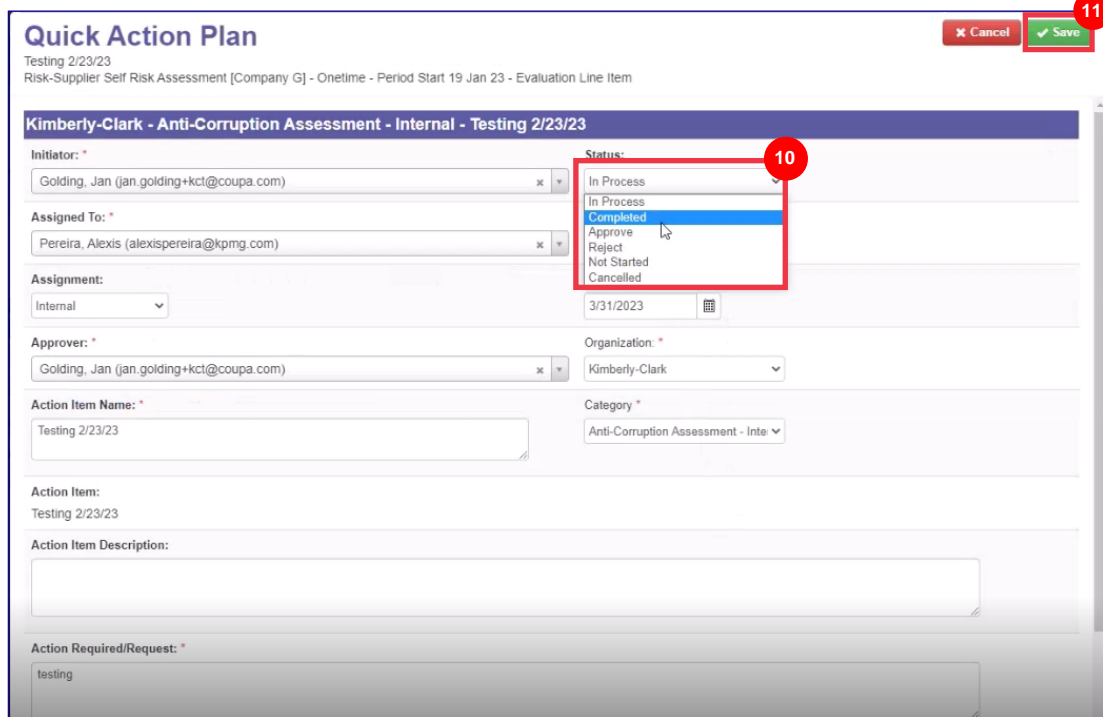 11
Quick Action Plan
✖ Cancel
✔ Save
Testing 2/23/23
Risk-Supplier Self Risk Assessment [Company G] - Onetime - Period Start 19 Jan 23 - Evaluation Line Item
Kimberly-Clark - Anti-Corruption Assessment - Internal - Testing 2/23/23
Initiator: *
Status:
10
Golding, Jan (jan.golding+kct@coupa.com)
In Process
In Process
Completed
Approve
Reject
Not Started
Cancelled
Assigned To: *
Pereira, Alexis (alexispereira@kpmg.com)
Assignment:
Internal
3/31/2023
Approver: *
Organization: *
Golding, Jan (jan.golding+kct@coupa.com)
Kimberly-Clark
Action Item Name: *
Category *
Testing 2/23/23
Anti-Corruption Assessment - Inte
Action Item:
Testing 2/23/23
Action Item Description:
Action Required/Request: *
testing